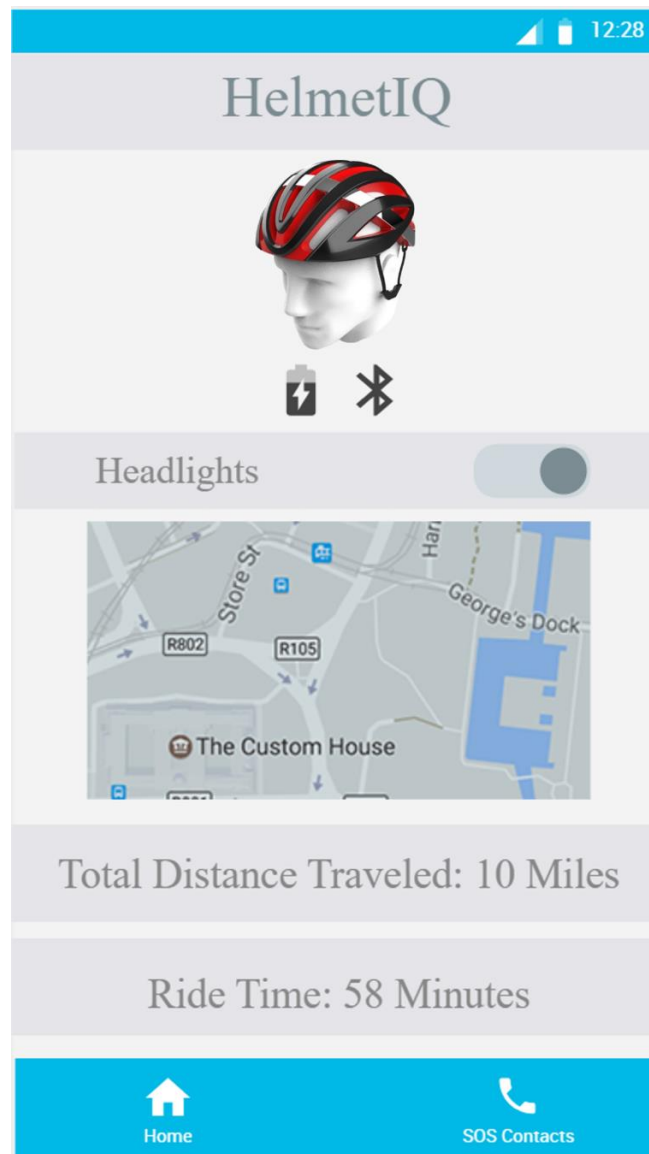 12:28
HelmetIQ
Headlights
Store St
Har
George's Dock
R802
R105
The Custom House
Total Distance Traveled: 10 Miles
Ride Time: 58 Minutes
Home
SOS Contacts